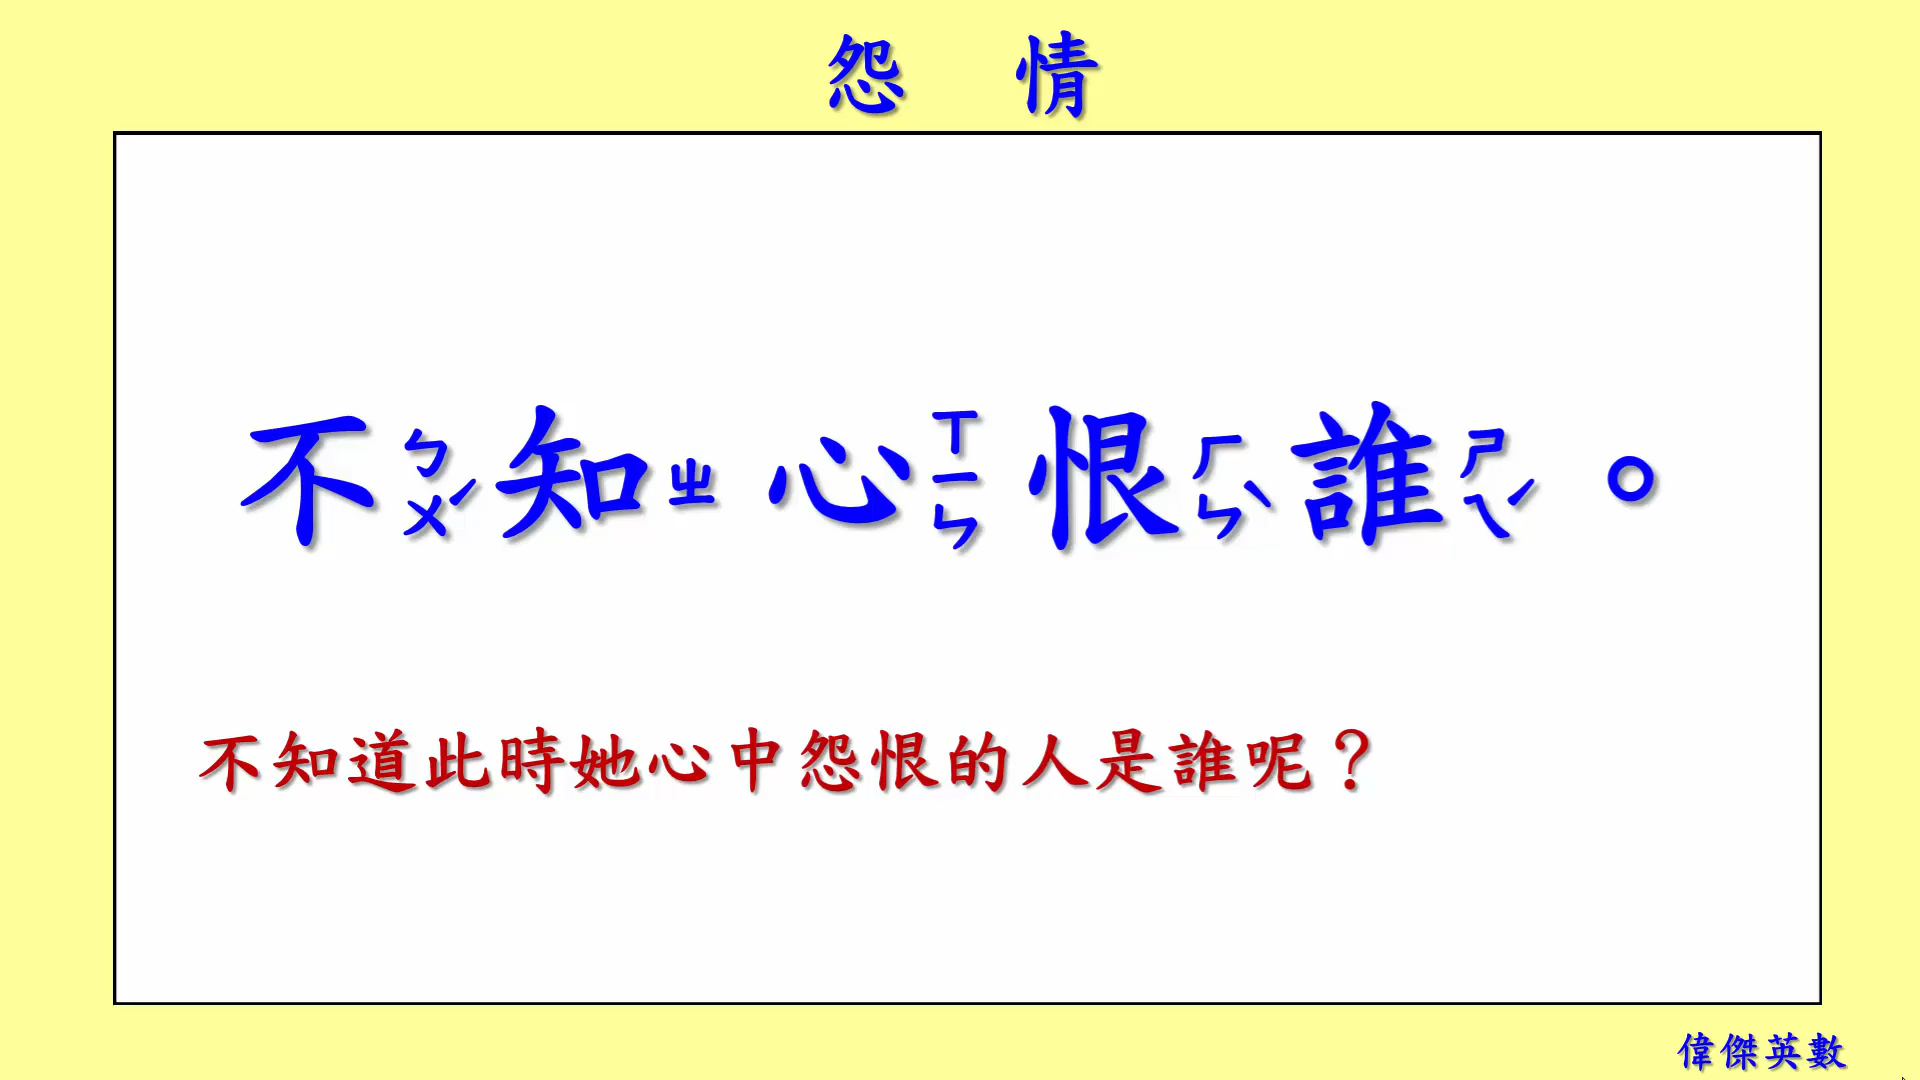 怨 情
不ㄅㄨˊ知ㄓ心ㄒㄧㄣ恨ㄏㄣˋ誰ㄕㄟˊ。
不知道此時她心中怨恨的人是誰呢？
偉傑英數